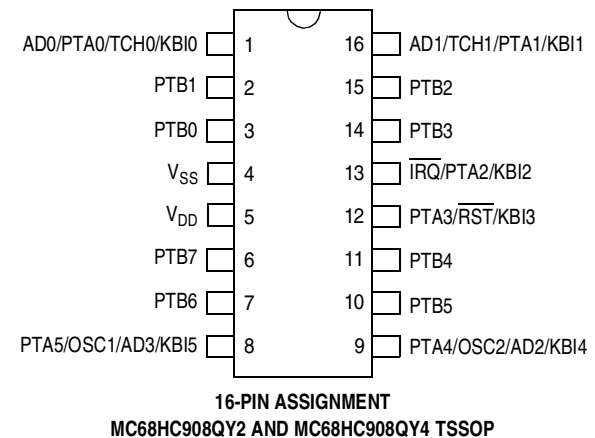 AD0/PTA0/TCH0/KBI0 1 16 AD1/TCH1/PTA1/KBI1
PTB1 2 15 PTB2
PTB0 3 14 PTB3
VSS 4 13 IRQ/PTA2/KBI2
VDD 5 12 PTA3/RST/KBI3
PTB7 6 11 PTB4
PTB6 7 10 PTB5
PTA5/OSC1/AD3/KBI5 8 9 PTA4/OSC2/AD2/KBI4
16-PIN ASSIGNMENT
MC68HC908QY2 AND MC68HC908QY4 TSSOP